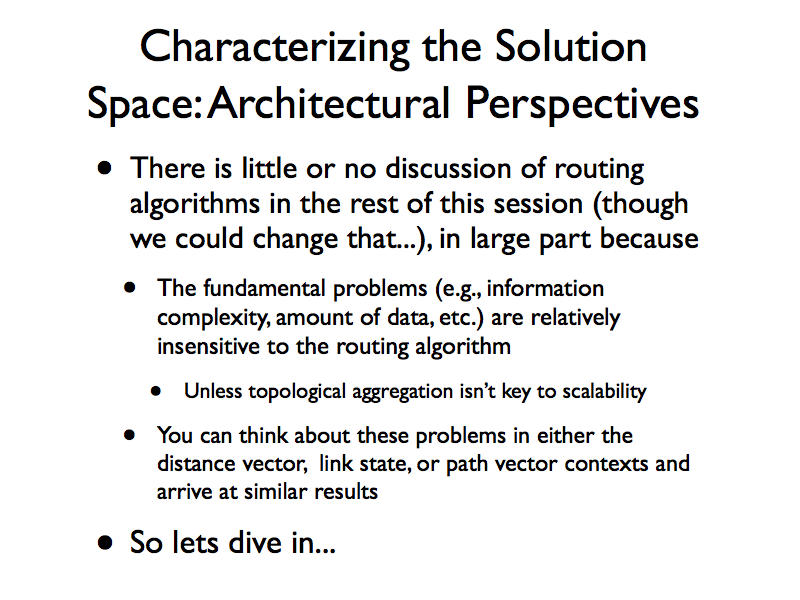 Characterizing the Solution
Space: Architectural Perspectives
• There is little or no discussion of routing
algorithms in the rest of this session (though
we could change that...), in large part because
• The fundamental problems (e.g., information
complexity, amount of data, etc.) are relatively
insensitive to the routing algorithm
• Unless topological aggregation isn’t key to scalability
• You can think about these problems in either the
distance vector, link state, or path vector contexts and
arrive at similar results
• So lets dive in...